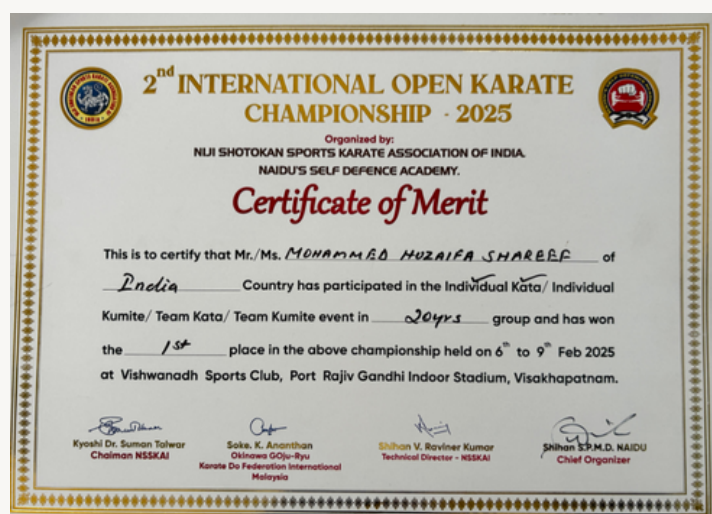 2nd INTERNATIONAL OPEN KARATE
CHAMPIONSHIP - 2025
Organized by:
NIJI SHOTOKAN SPORTS KARATE ASSOCIATION OF INDIA.
NAIDU'S SELF DEFENCE ACADEMY.
Certificate of Merit
This is to certify that Mr./Ms. MOHAMMED HUZAIFA SHAREEF of
India Country has participated in the Individual Kata/ Individual
Kumite/ Team Kata/ Team Kumite event in 20yrs group and has won
the 1st place in the above championship held on 6th to 9th Feb 2025
at Vishwanadh Sports Club, Port Rajiv Gandhi Indoor Stadium, Visakhapatnam.
Kyoshi Dr. Suman Talwar
Chaiman NSSKAI
Soke. K. Ananthan
Okinawa GOju-Ryu
Karate Do Federation International
Malaysia
Shihan V. Raviner Kumar
Technical Director - NSSKAI
Shihan S.P.M.D. NAIDU
Chief Organizer